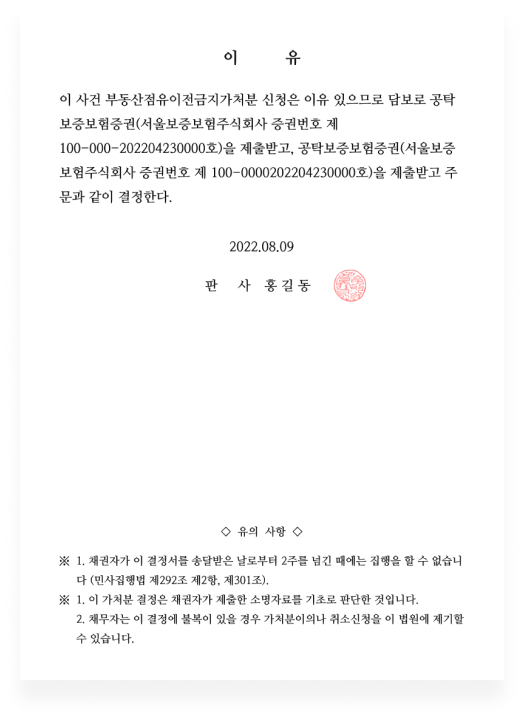 이 유
이 사건 부동산점유이전금지가처분 신청은 이유 있으므로 담보로 공탁
보증보험증권(서울보증보험주식회사 증권번호 제
100-000-202204230000호)을 제출받고, 공탁보증보험증권(서울보증
보험주식회사 증권번호 제 100-0000202204230000호)을 제출받고 주
문과 같이 결정한다.
2022.08.09
판 사 홍길동
◇ 유의 사항 ◇
※ 1. 채권자가 이 결정서를 송달받은 날로부터 2주를 넘긴 때에는 집행을 할 수 없습니
다 (민사집행법 제292조 제2항, 제301조).
※ 1. 이 가처분 결정은 채권자가 제출한 소명자료를 기초로 판단한 것입니다.
2. 채무자는 이 결정에 불복이 있을 경우 가처분이의나 취소신청을 이 법원에 제기할
수 있습니다.